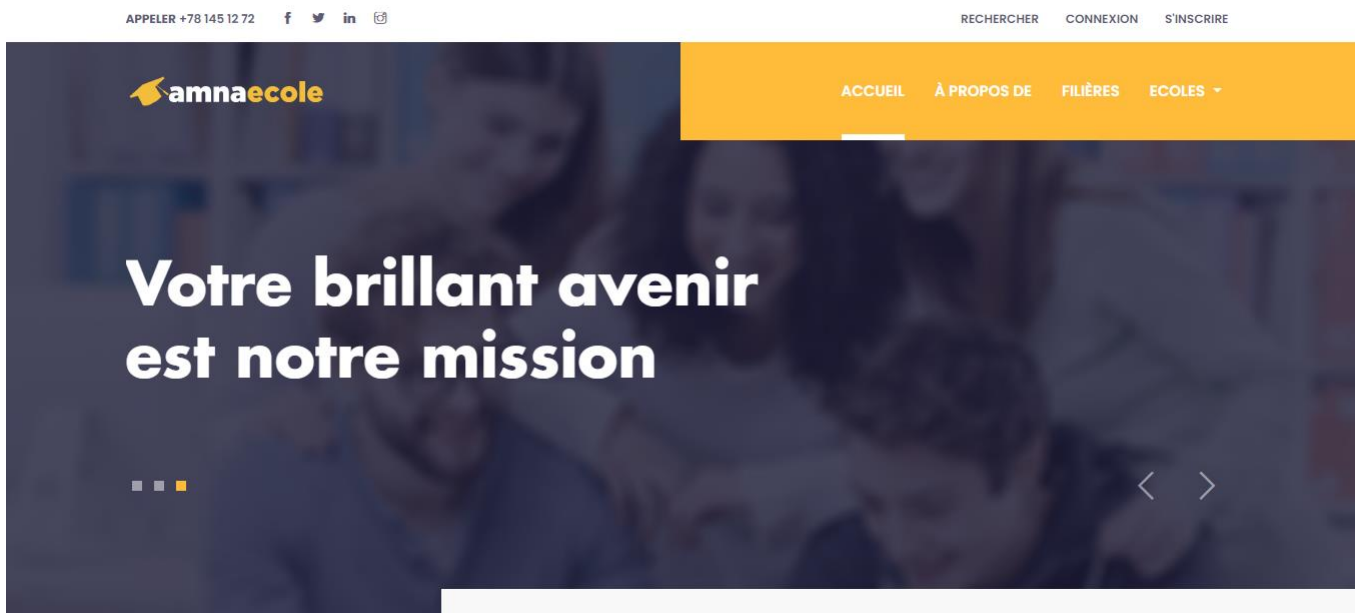 APPELER +78 145 12 72
RECHERCHER CONNEXION S'INSCRIRE
amnaecole
ACCUEIL À PROPOS DE FILIÈRES ECOLES
Votre brillant avenir
est notre mission